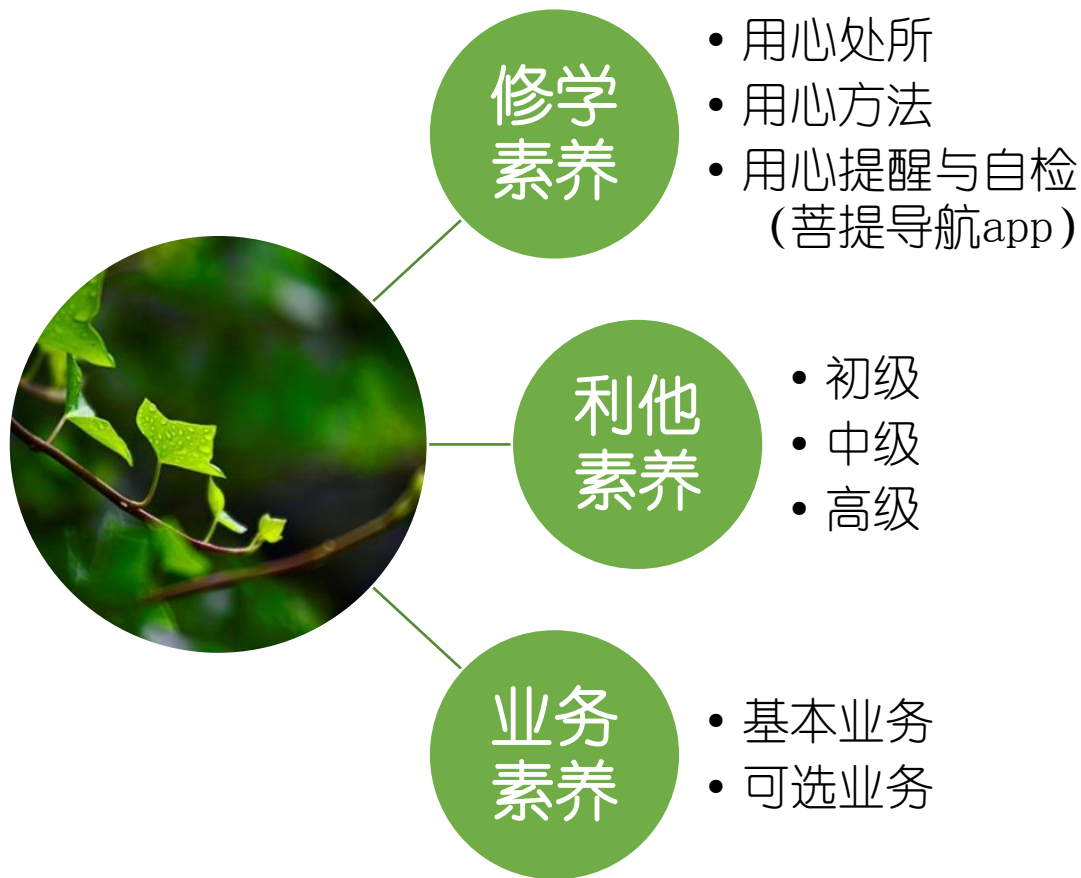 修学
素养
• 用心处所
• 用心方法
• 用心提醒与自检
(菩提导航app)
利他
素养
• 初级
• 中级
• 高级
业务
素养
• 基本业务
• 可选业务